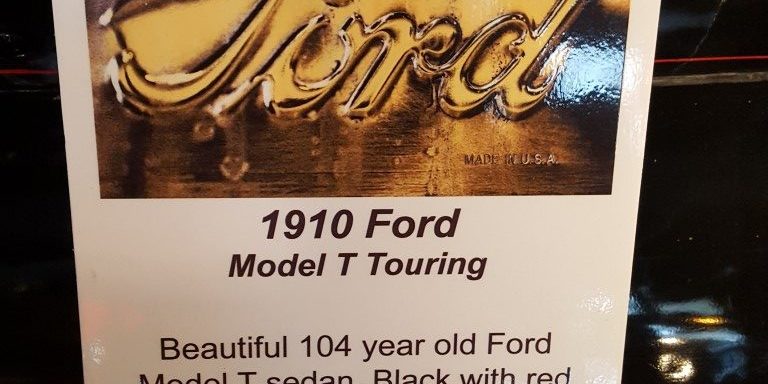 Ford
MADE IN U.S.A.
1910 Ford
Model T Touring
Beautiful 104 year old Ford
Model T sedan. Black with red